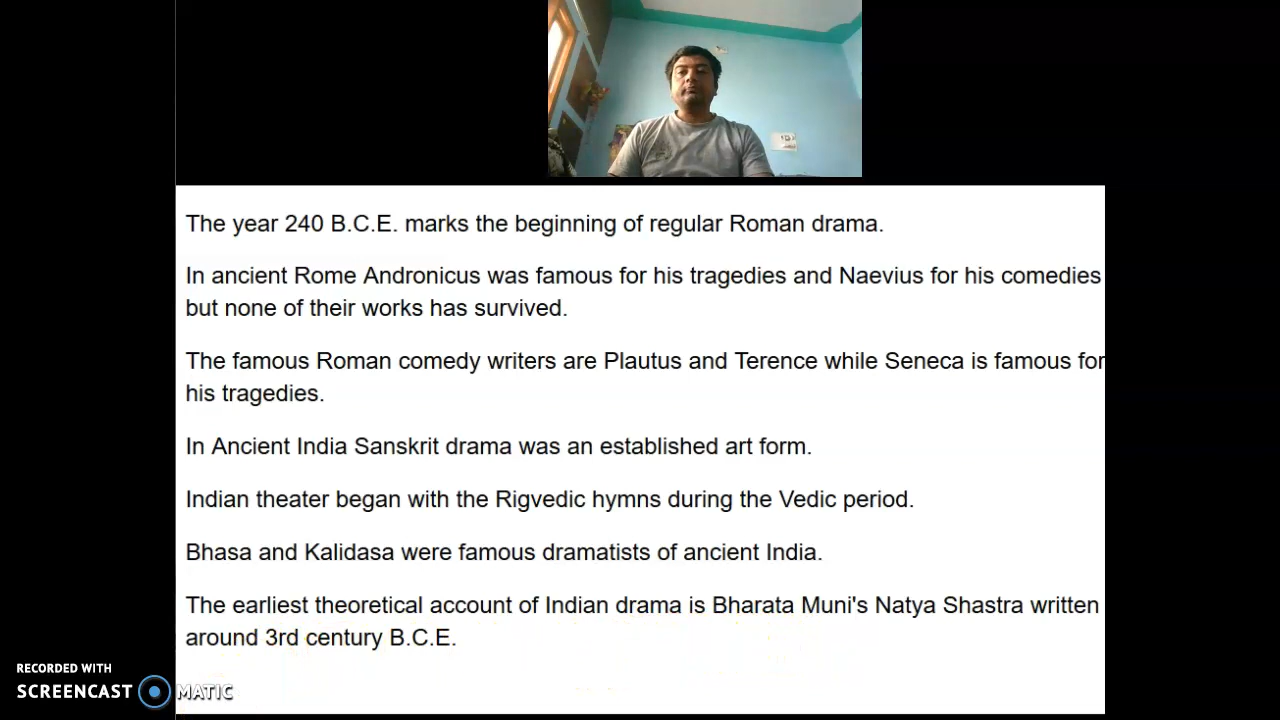 The year 240 B.C.E. marks the beginning of regular Roman drama.
In ancient Rome Andronicus was famous for his tragedies and Naevius for his comedies
but none of their works has survived.
The famous Roman comedy writers are Plautus and Terence while Seneca is famous for
his tragedies.
In Ancient India Sanskrit drama was an established art form.
Indian theater began with the Rigvedic hymns during the Vedic period.
Bhasa and Kalidasa were famous dramatists of ancient India.
The earliest theoretical account of Indian drama is Bharata Muni's Natya Shastra written
around 3rd century B.C.E.
RECORDED WITH
SCREENCAST MATIC